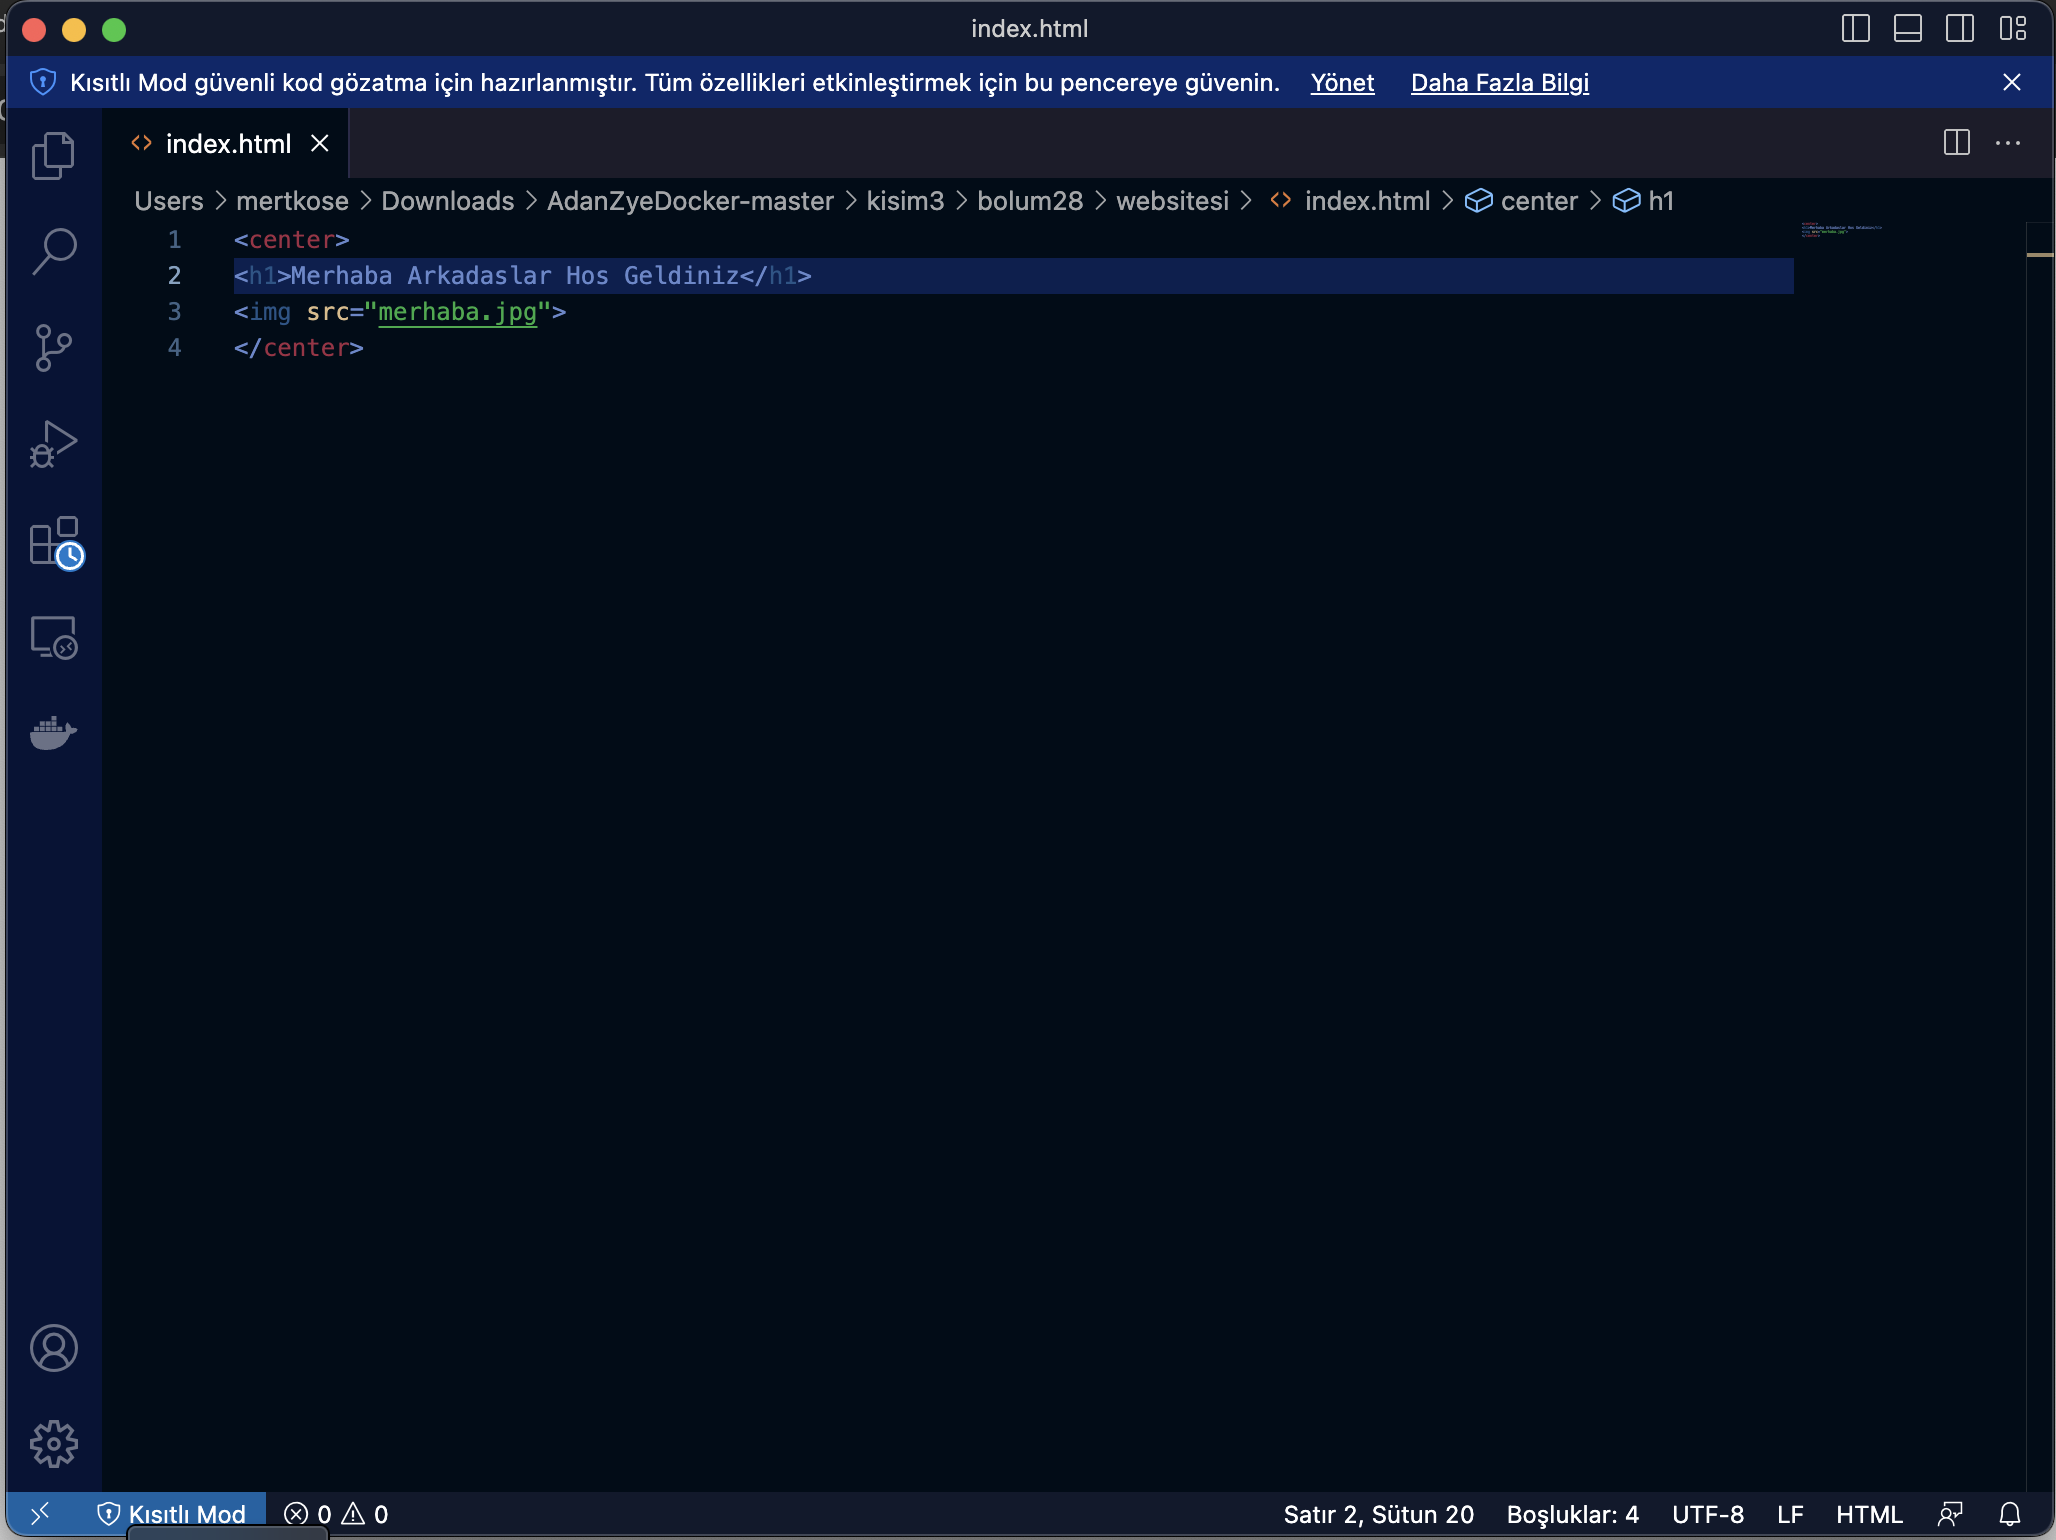 index.html
Kısıtlı Mod güvenli kod gözatma için hazırlanmıştır. Tüm özellikleri etkinleştirmek için bu pencereye güvenin. Yönet Daha Fazla Bilgi
index.html
Users > mertkose > Downloads > AdanZyeDocker-master > kisim3 > bolum28 > websitesi > index.html > center > h1
1 <center>
2 <h1>Merhaba Arkadaslar Hos Geldiniz</h1>
3 <img src="merhaba.jpg">
4 </center>
Kısıtlı Mod 0 0 Satır 2, Sütun 20 Boşluklar: 4 UTF-8 LF HTML